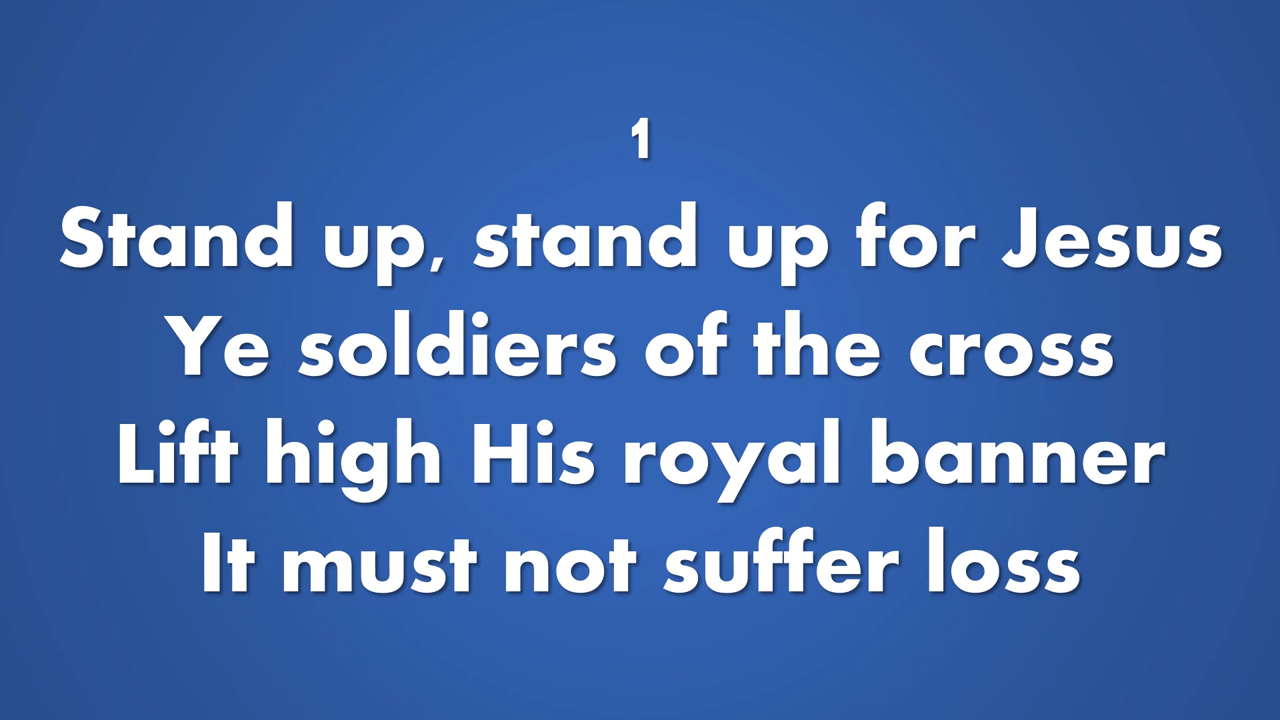 1
Stand up, stand up for Jesus
Ye soldiers of the cross
Lift high His royal banner
It must not suffer loss